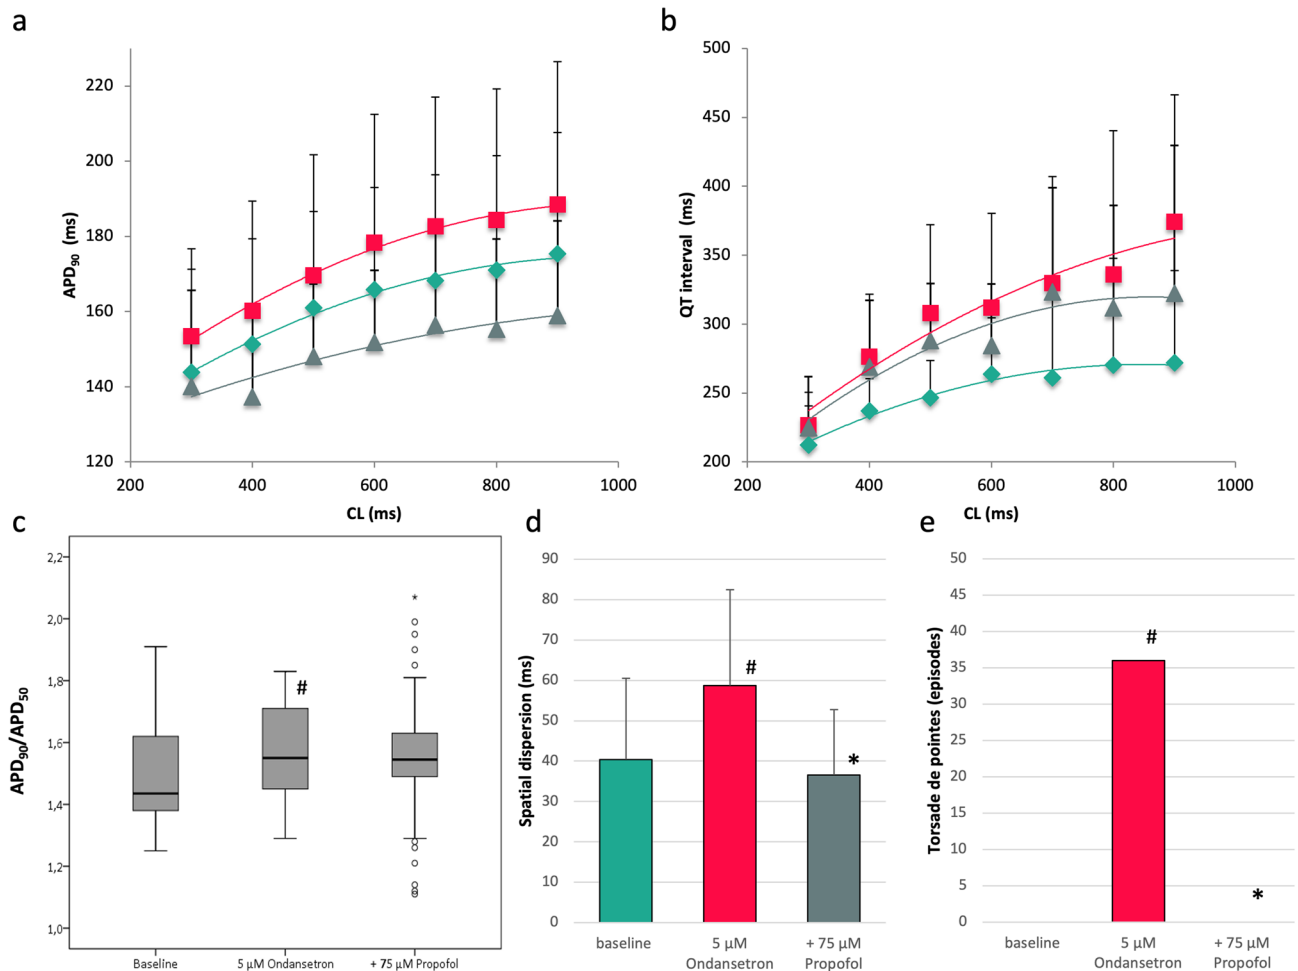 a
APD90 (ms)
220
200
180
160
140
120
200
400
600
800
1000
CL (ms)
b
QT interval (ms)
500
450
400
350
300
250
200
200
400
600
800
1000
CL (ms)
c
APD90/APD50
2,2
2,0
1,8
1,6
1,4
1,2
1,0
#
*
Baseline
5 µM Ondansetron
+ 75 µM Propofol
d
Spatial dispersion (ms)
90
80
70
60
50
40
30
20
10
0
#
*
baseline
5 µM
Ondansetron
+ 75 µM
Propofol
e
Torsade de pointes (episodes)
50
45
40
35
30
25
20
15
10
5
0
#
*
baseline
5 µM
Ondansetron
+ 75 µM
Propofol